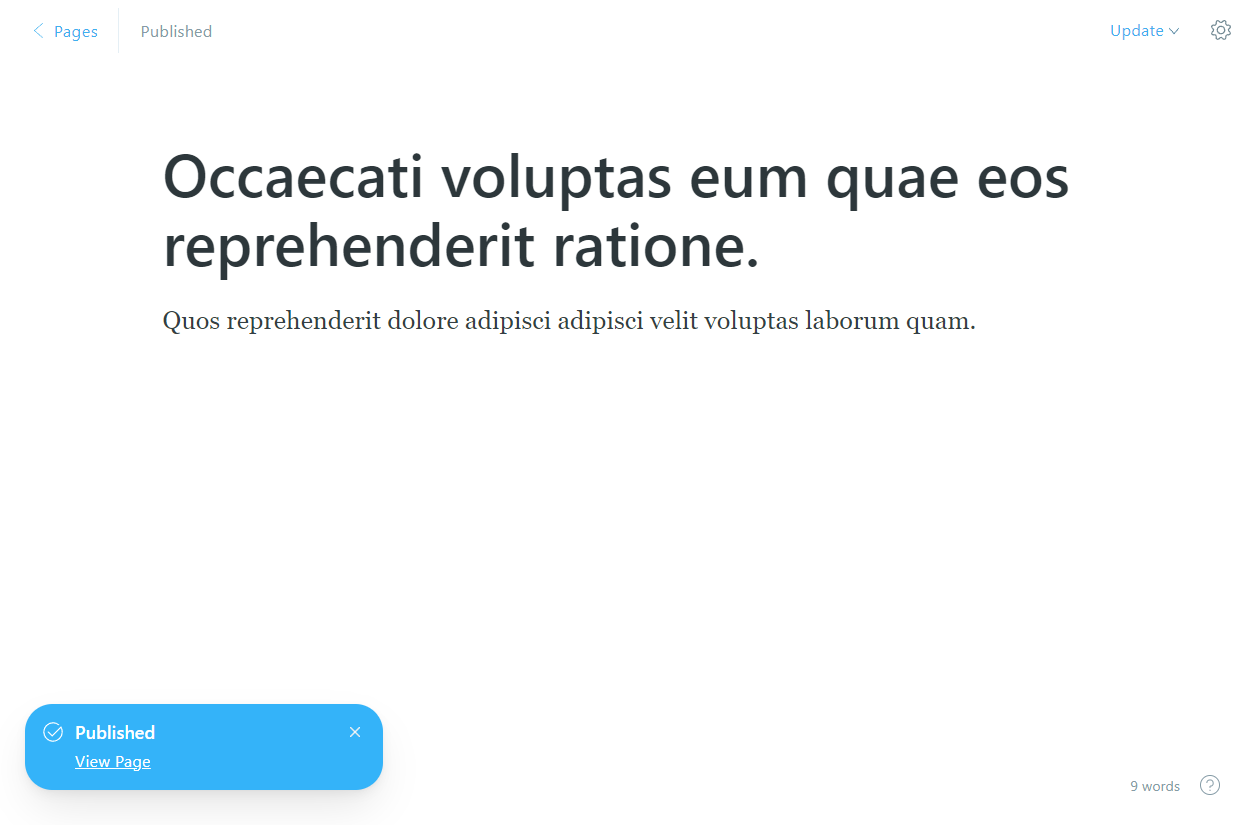 Pages
Published
Update
Occaecati voluptas eum quae eos
reprehenderit ratione.
Quos reprehenderit dolore adipisci adipisci velit voluptas laborum quam.
Published
View Page
9 words
?